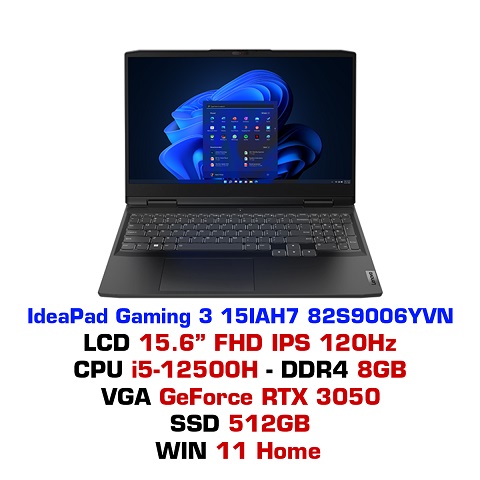 Lenovo
IdeaPad Gaming 3 15IAH7 82S9006YVN
LCD 15.6” FHD IPS 120Hz
CPU i5-12500H - DDR4 8GB
VGA GeForce RTX 3050
SSD 512GB
WIN 11 Home